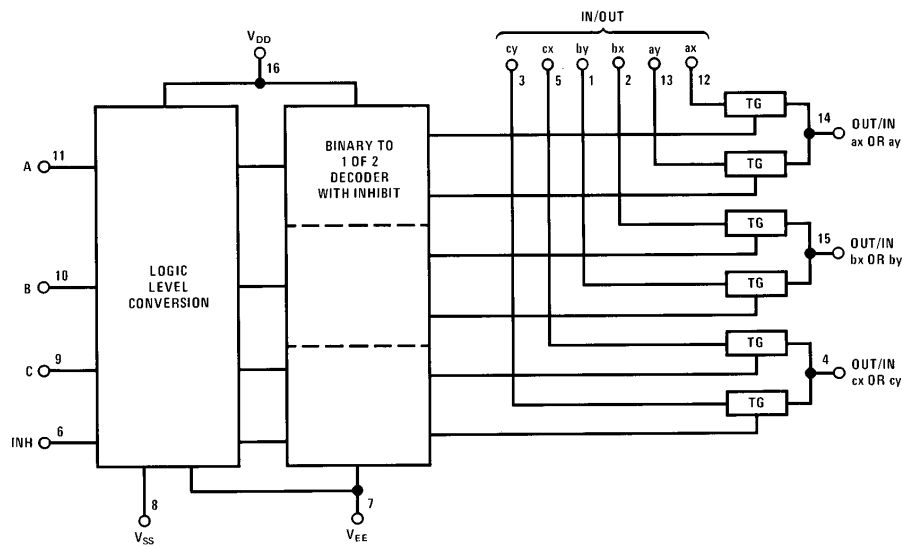 IN/OUT
VDD
cy cx by bx ay ax
16
3 5 1 2 13 12
TG
14
OUT/IN
ax OR ay
BINARY TO
1 OF 2
DECODER
WITH INHIBIT
11
A
TG
TG
15
OUT/IN
bx OR by
LOGIC
LEVEL
CONVERSION
10
B
TG
TG
4
OUT/IN
cx OR cy
9
C
TG
6
INH
8
VSS
7
VEE